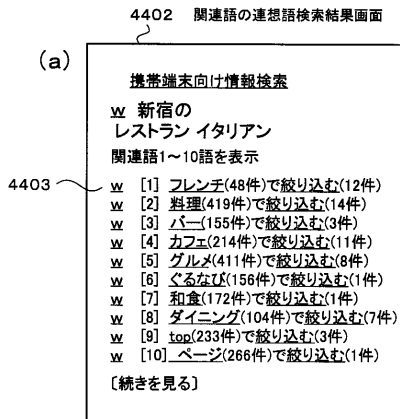 4402 関連語の連想語検索結果画面
(a)
携帯端末向け情報検索
w 新宿の
レストラン イタリアン
関連語1～10語を表示
4403
w [1] フレンチ(48件)で絞り込む(12件)
w [2] 料理(419件)で絞り込む(14件)
w [3] バー(155件)で絞り込む(3件)
w [4] カフェ(214件)で絞り込む(11件)
w [5] グルメ(411件)で絞り込む(8件)
w [6] ぐるなび(156件)で絞り込む(1件)
w [7] 和食(172件)で絞り込む(1件)
w [8] ダイニング(104件)で絞り込む(7件)
w [9] top(233件)で絞り込む(3件)
w [10] ページ(266件)で絞り込む(1件)
〔続きを見る〕